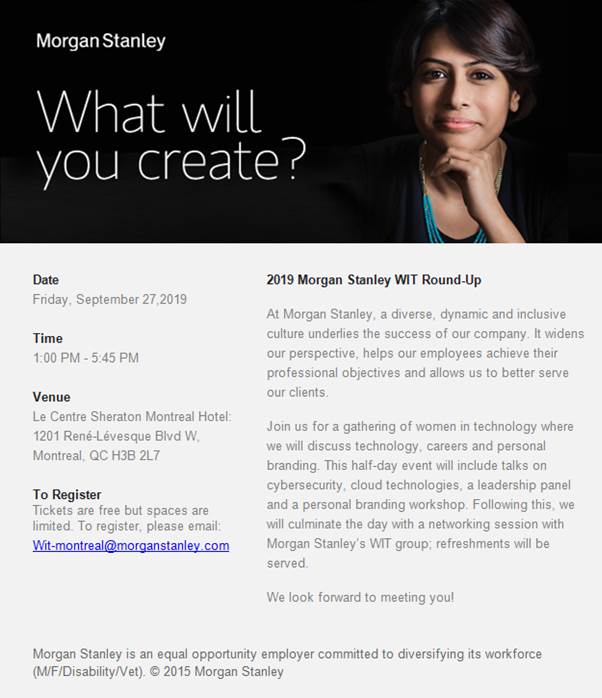 Morgan Stanley
What will
you create?
Date
Friday, September 27,2019
Time
1:00 PM - 5:45 PM
Venue
Le Centre Sheraton Montreal Hotel:
1201 René-Lévesque Blvd W,
Montreal, QC H3B 2L7
To Register
Tickets are free but spaces are
limited. To register, please email:
Wit-montreal@morganstanley.com
2019 Morgan Stanley WIT Round-Up
At Morgan Stanley, a diverse, dynamic and inclusive
culture underlies the success of our company. It widens
our perspective, helps our employees achieve their
professional objectives and allows us to better serve
our clients.
Join us for a gathering of women in technology where
we will discuss technology, careers and personal
branding. This half-day event will include talks on
cybersecurity, cloud technologies, a leadership panel
and a personal branding workshop. Following this, we
will culminate the day with a networking session with
Morgan Stanley's WIT group; refreshments will be
served.
We look forward to meeting you!
Morgan Stanley is an equal opportunity employer committed to diversifying its workforce
(M/F/Disability/Vet). © 2015 Morgan Stanley